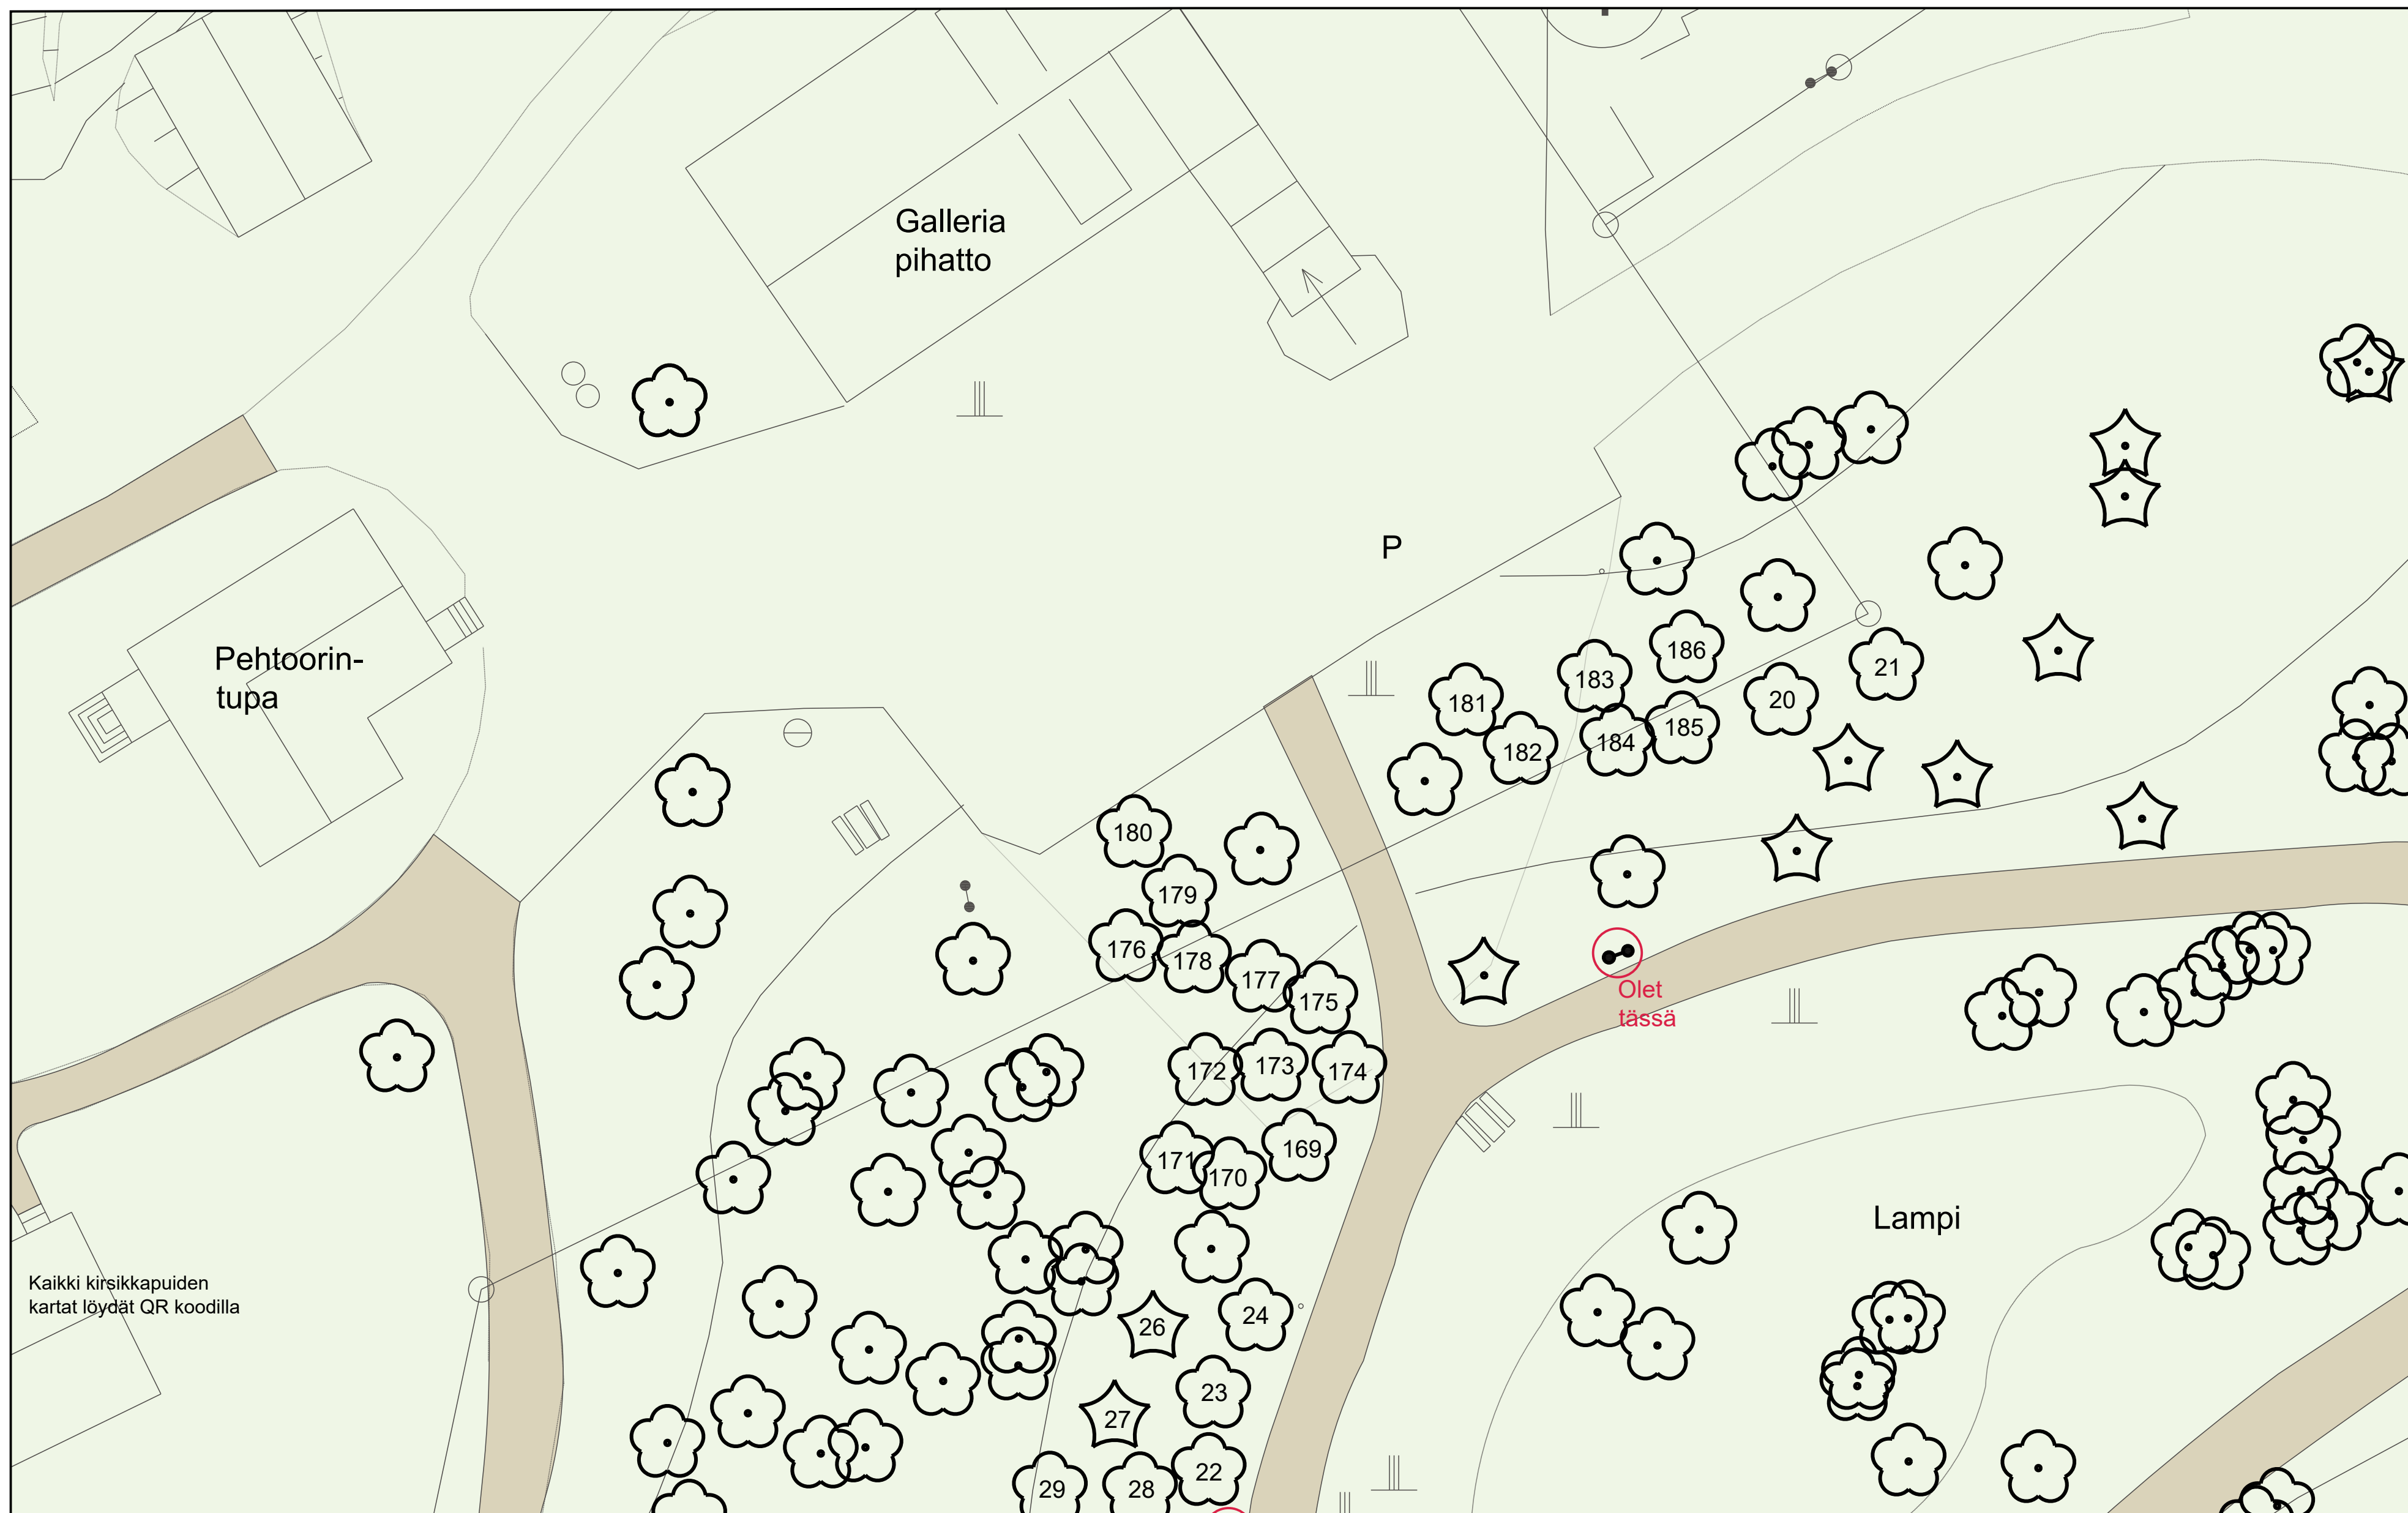 Galleria
pihatto
P
Pehtoorin-
tupa
186
183
21
181
20
185
184
182
180
179
176
178
177
175
Olet
tässä
172
173
174
169
171
170
Lampi
Kaikki kirsikkapuiden
kartat löydät QR koodilla
24
26
23
27
22
29
28